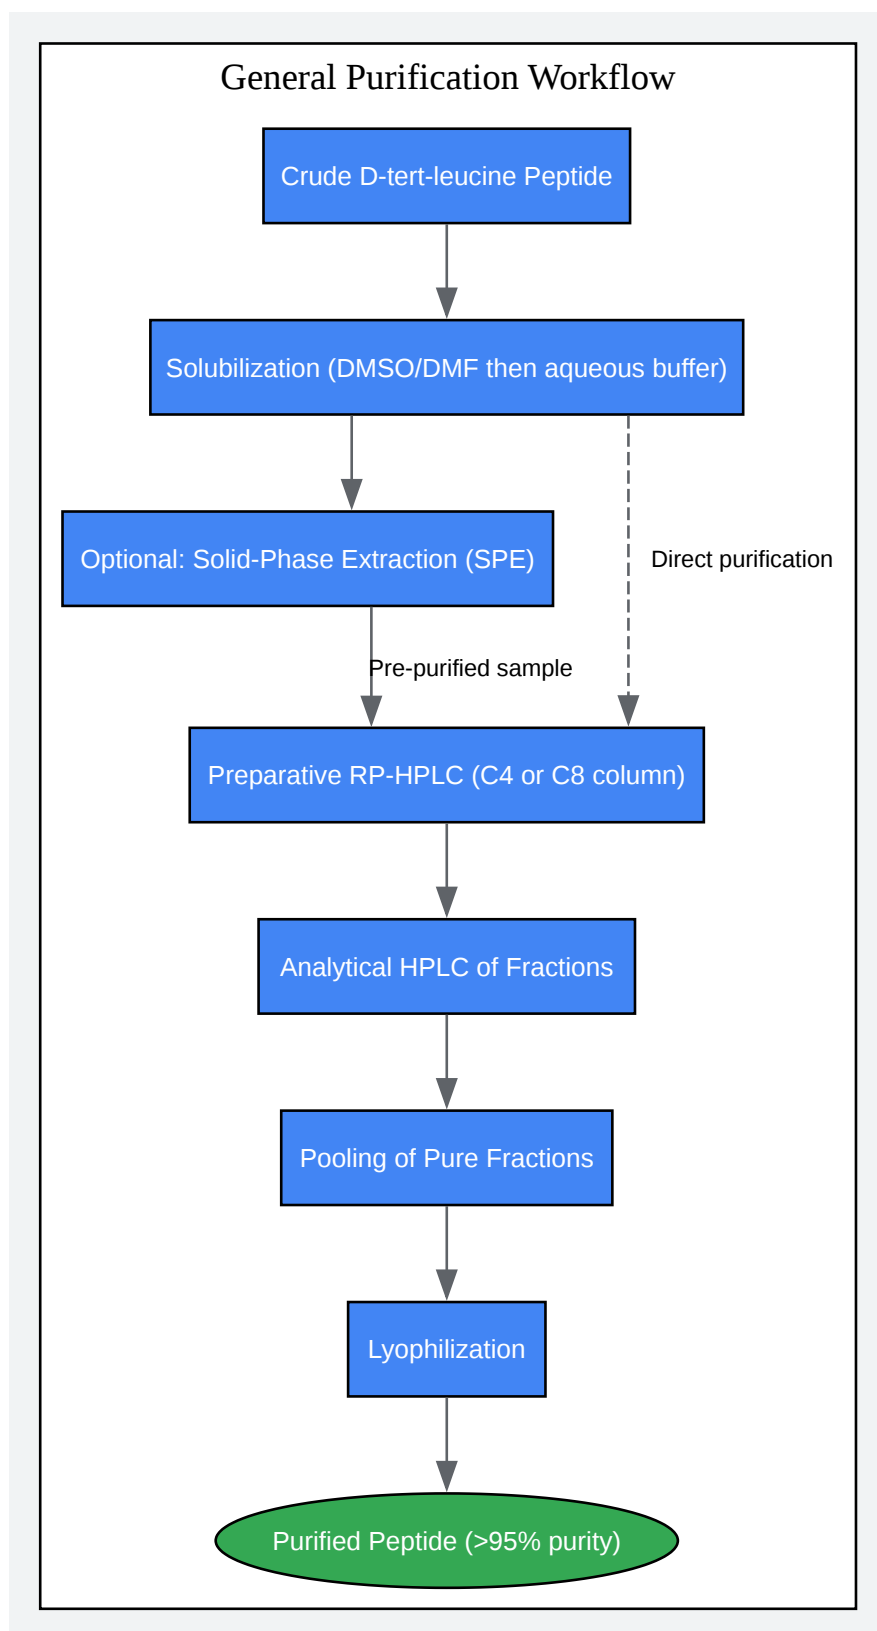 General Purification Workflow
Crude D-tert-leucine Peptide
Solubilization (DMSO/DMF then aqueous buffer)
Optional: Solid-Phase Extraction (SPE)
Direct purification
Pre-purified sample
Preparative RP-HPLC (C4 or C8 column)
Analytical HPLC of Fractions
Pooling of Pure Fractions
Lyophilization
Purified Peptide (>95% purity)